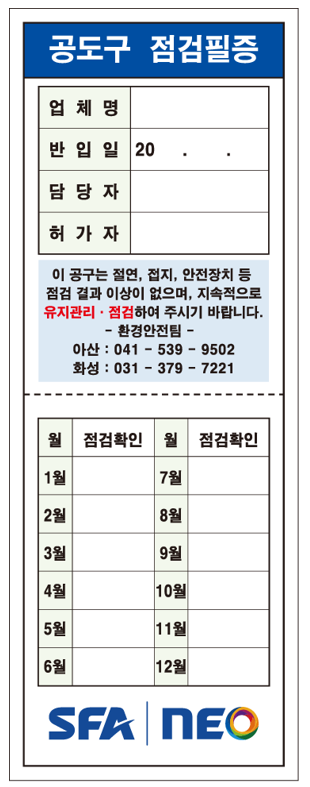 공도구 점검필증
업 체 명
반 입 일 20 . .
담 당 자
허 가 자
이 공구는 절연, 접지, 안전장치 등
점검 결과 이상이 없으며, 지속적으로
유지관리 · 점검하여 주시기 바랍니다.
- 환경안전팀 -
아산 : 041 - 539 - 9502
화성 : 031 - 379 - 7221
월 점검확인 월 점검확인
1월 7월
2월 8월
3월 9월
4월 10월
5월 11월
6월 12월
SFA NEO